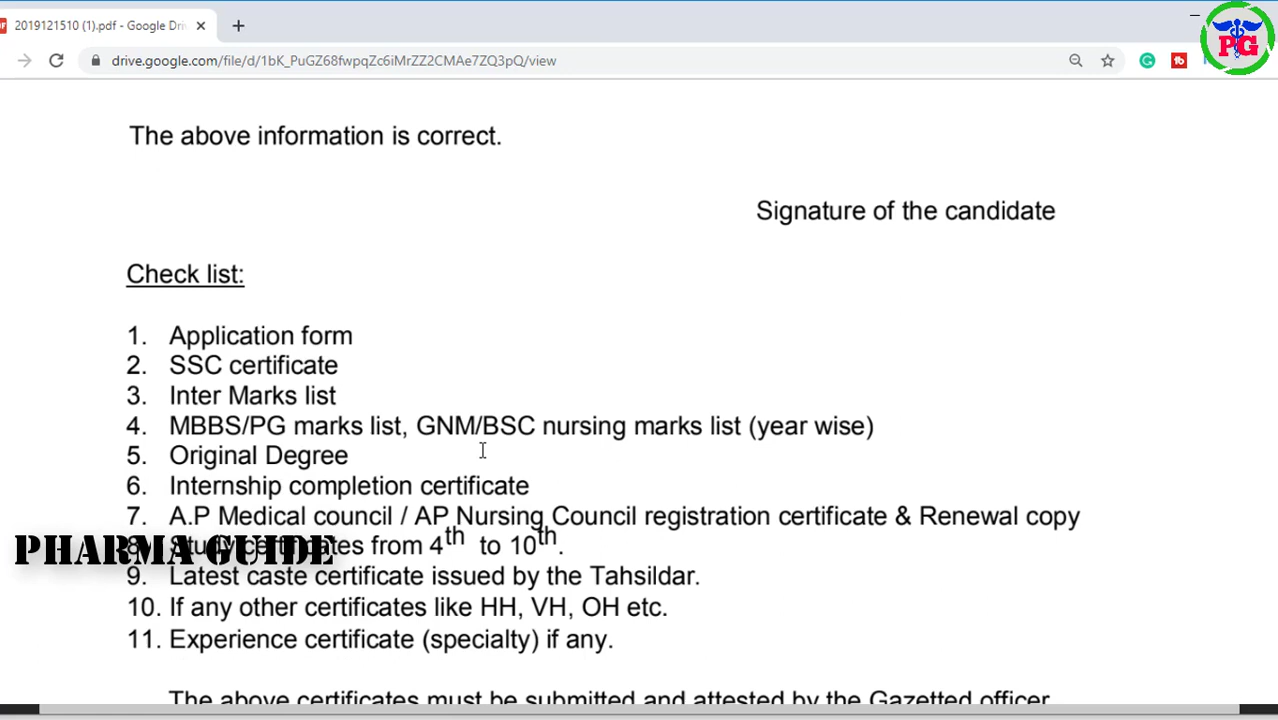 2019121510 (1).pdf - Google Dri
PG
drive.google.com/file/d/1bK_PuGZ68fwpqZc6iMrZZ2CMAe7ZQ3pQ/view
The above information is correct.
Signature of the candidate
Check list:
1. Application form
2. SSC certificate
3. Inter Marks list
4. MBBS/PG marks list, GNM/BSC nursing marks list (year wise)
5. Original Degree
6. Internship completion certificate
7. A.P Medical council / AP Nursing Council registration certificate & Renewal copy
8. Study certificates from 4th to 10th.
PHARMA GUIDE
9. Latest caste certificate issued by the Tahsildar.
10. If any other certificates like HH, VH, OH etc.
11. Experience certificate (specialty) if any.
The above certificates must be submitted and attested by the Gazetted officer